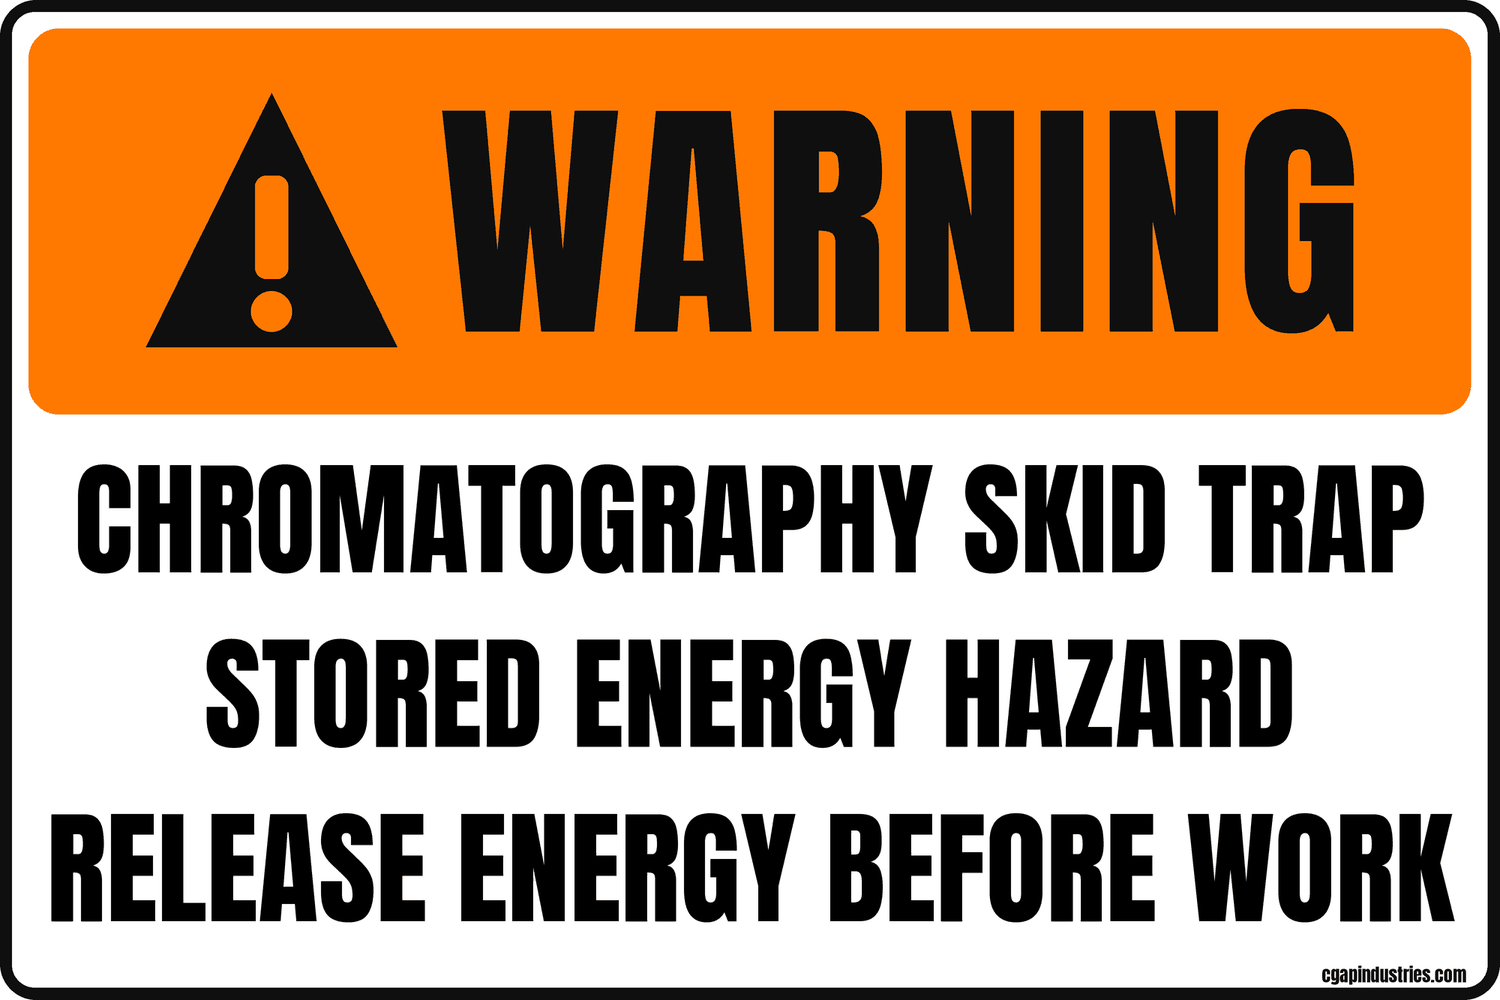 WARNING
CHROMATOGRAPHY SKID TRAP
STORED ENERGY HAZARD
RELEASE ENERGY BEFORE WORK
cgapindustries.com